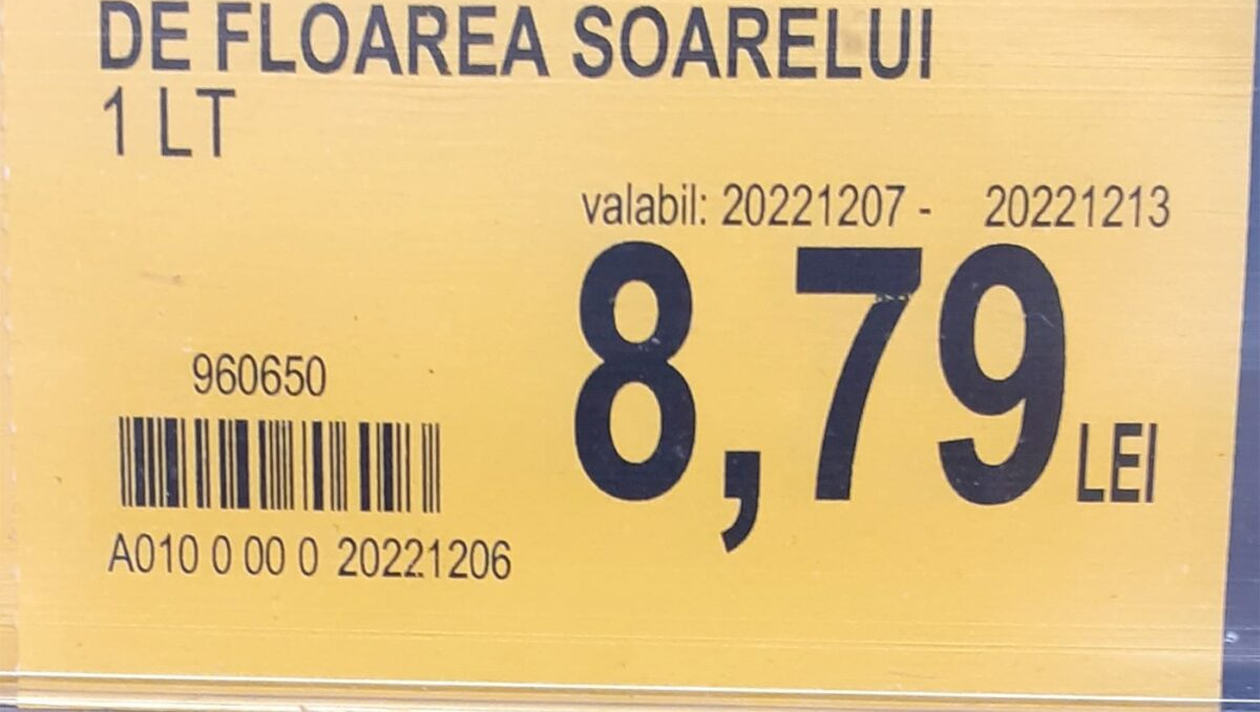 DE FLOAREA SOARELUI
1 LT
valabil: 20221207 - 20221213
8,79 LEI
960650
A010 0 00 0 20221206